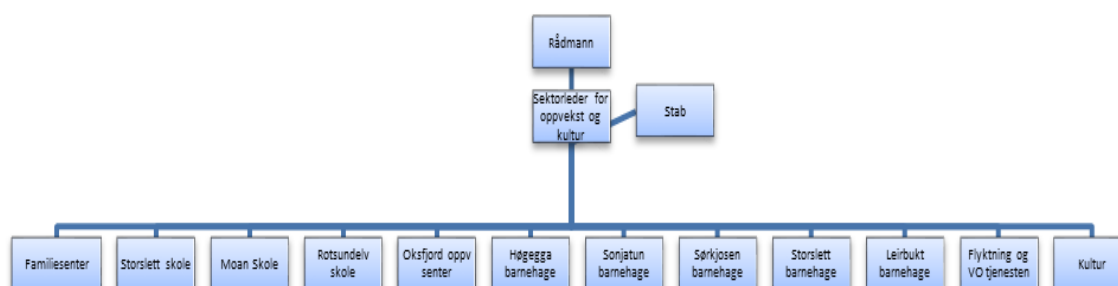 Rådmann
Sektorleder for
oppvekst og
kultur
Stab
Familiesenter
Storslett skole
Moan Skole
Rotsundelv
skole
Oksfjord oppv
senter
Høgegga
barnehage
Sonjatun
barnehage
Sørkjosen
barnehage
Storslett
barnehage
Leirbukt
barnehage
Flyktning og
VO tjenesten
Kultur